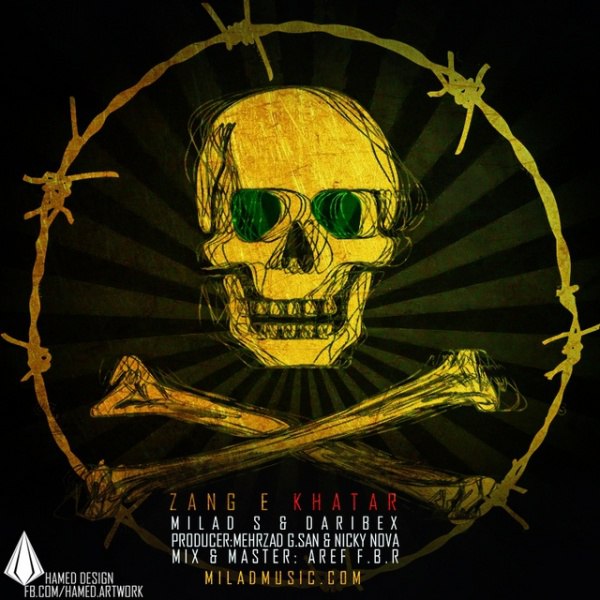 ZANG E KHATAR
MILAD S & DARIBEX
PRODUCER:MEHRZAD G.SAN & NICKY NOVA
MIX & MASTER: AREF F.B.R
MILADMUSIC.COM
HAMED DESIGN
FB.COM/HAMED.ARTWORK